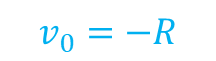 v₀ = −R